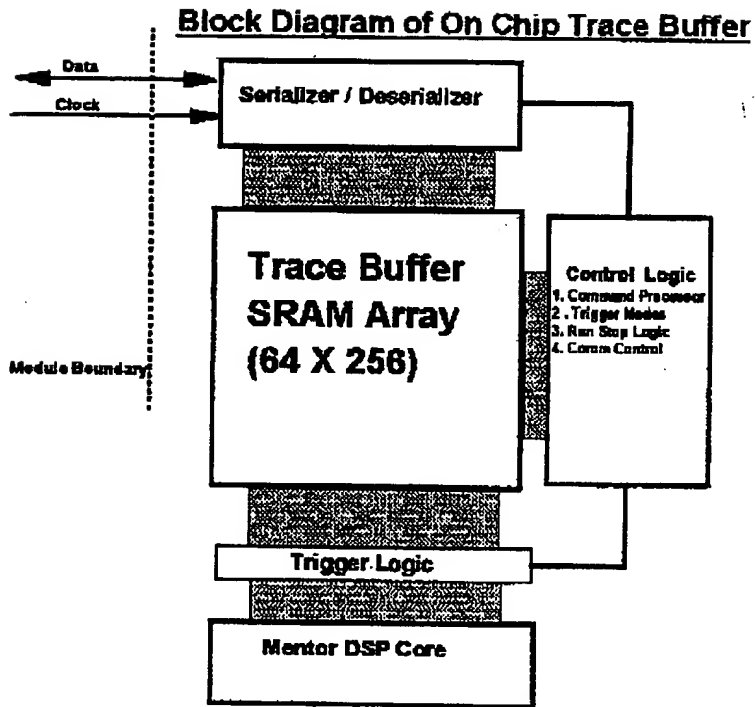 Block Diagram of On Chip Trace Buffer
Data
Clock
Serializer / Deserializer
Trace Buffer
SRAM Array
(64 X 256)
Control Logic
1. Command Processor
2 . Trigger Modes
3. Run Stop Logic
4. Comm Control
Module Boundary
Trigger Logic
Mentor DSP Core